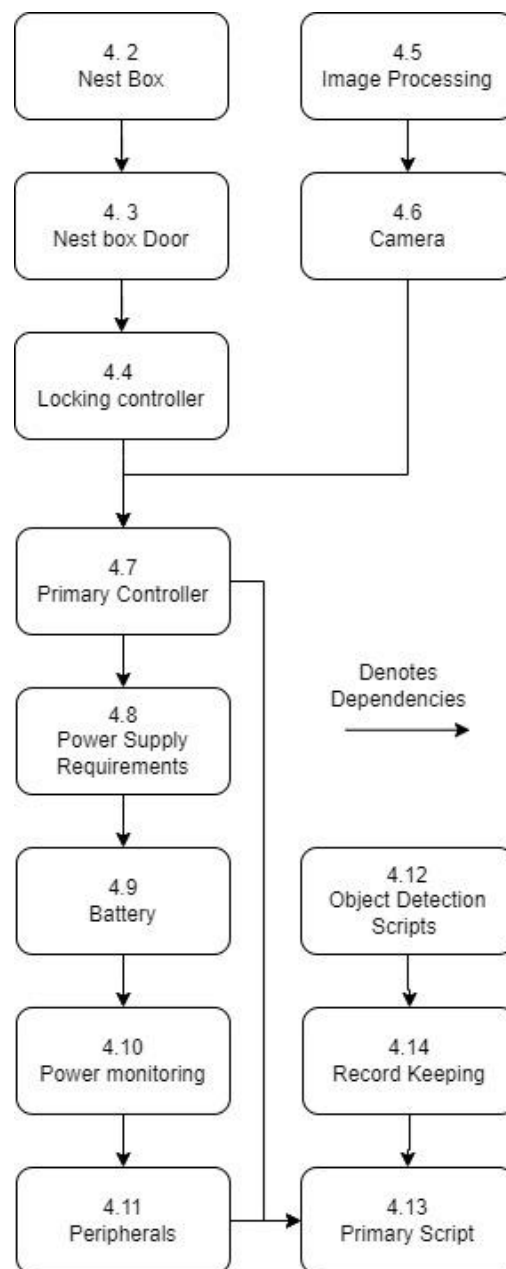 4. 2
Nest Box
4.5
Image Processing
4. 3
Nest box Door
4.6
Camera
4.4
Locking controller
4.7
Primary Controller
Denotes
Dependencies
4.8
Power Supply
Requirements
4.9
Battery
4.12
Object Detection
Scripts
4.10
Power monitoring
4.14
Record Keeping
4.11
Peripherals
4.13
Primary Script